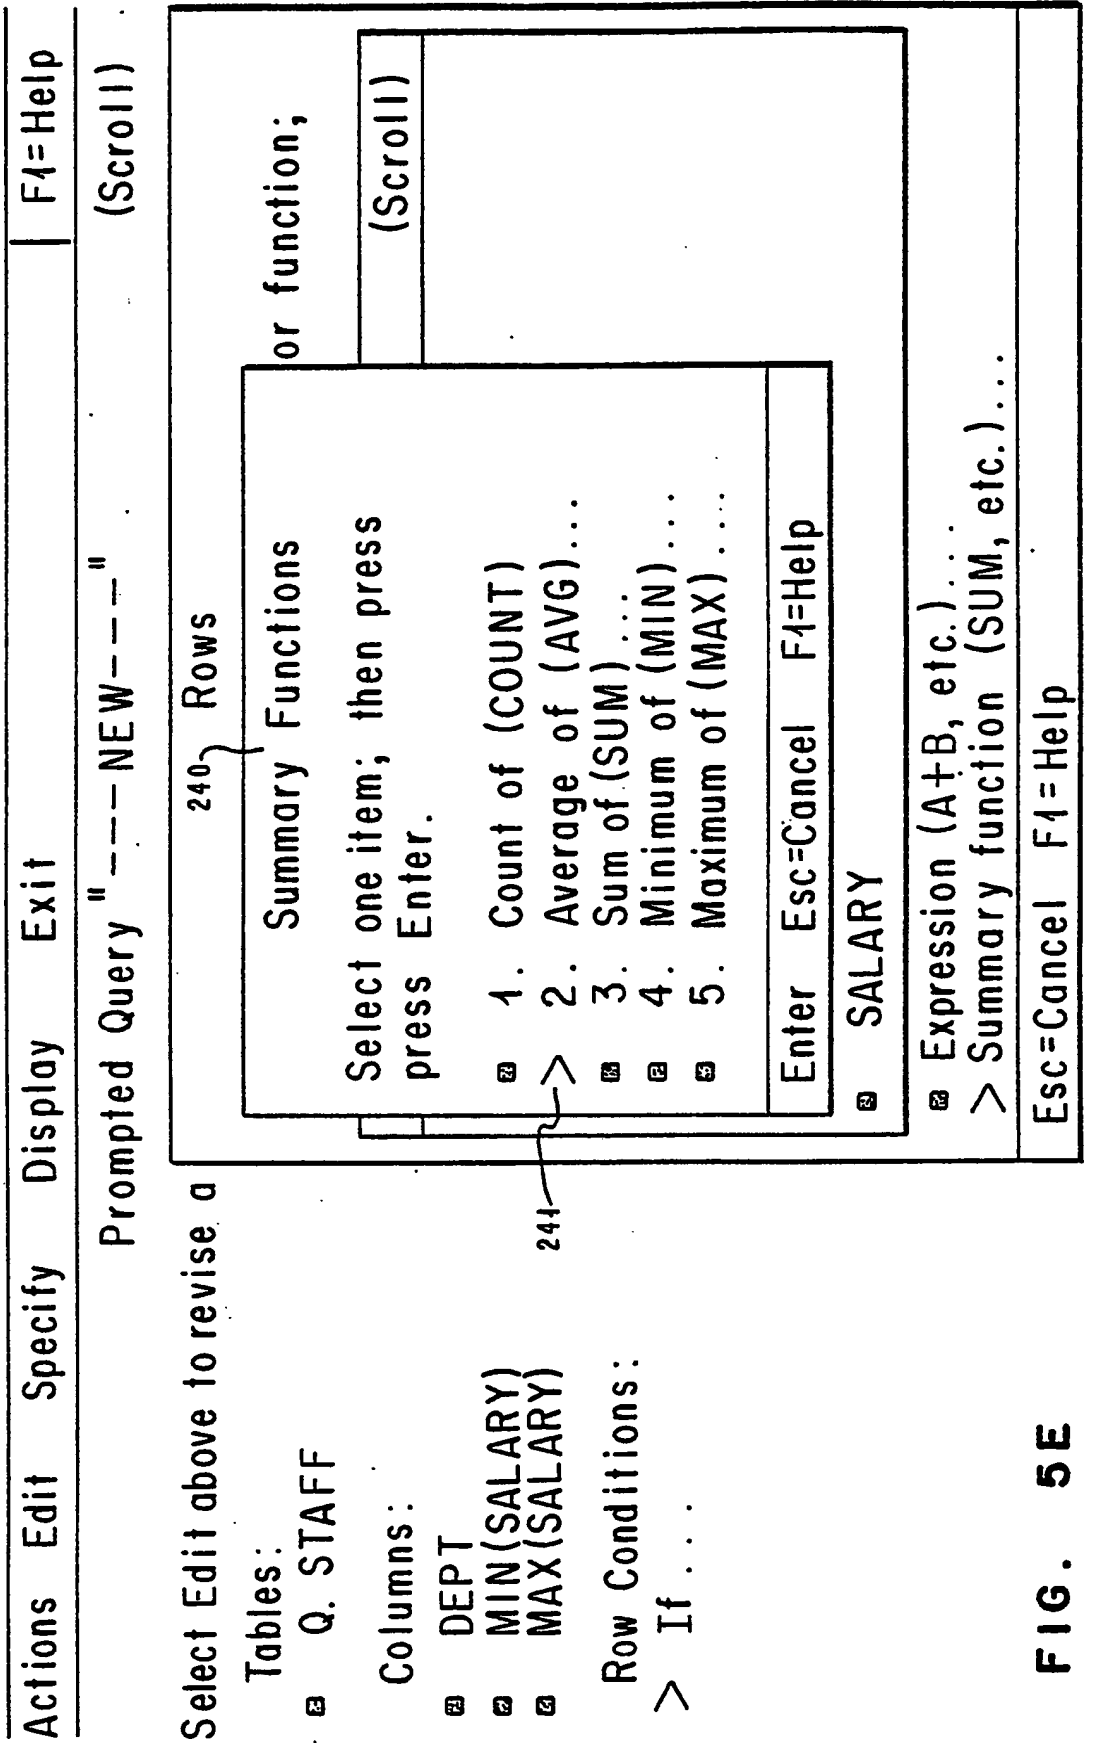 Actions Edit Specify Display Exit | F1=Help
Prompted Query "---NEW---" (Scroll)
Select Edit above to revise a
Tables:
Q. STAFF
Columns:
DEPT
MIN(SALARY)
MAX(SALARY)
Row Conditions:
> If....
240 Rows
or function;
(Scroll)
Summary Functions
Select one item; then press
press Enter.
1. Count of (COUNT)
241 > 2. Average of (AVG)...
3. Sum of (SUM)...
4. Minimum of (MIN)....
5. Maximum of (MAX)....
Enter Esc=Cancel F1=Help
SALARY
Expression (A+B, etc.)...
> Summary function (SUM, etc.)...
Esc=Cancel F1=Help
FIG. 5E